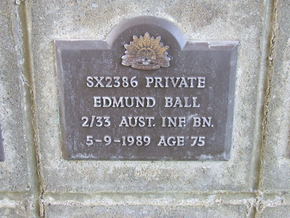 SX2386 PRIVATE
EDMUND BALL
2/33 AUST. INF BN.
5-9-1989 AGE 75